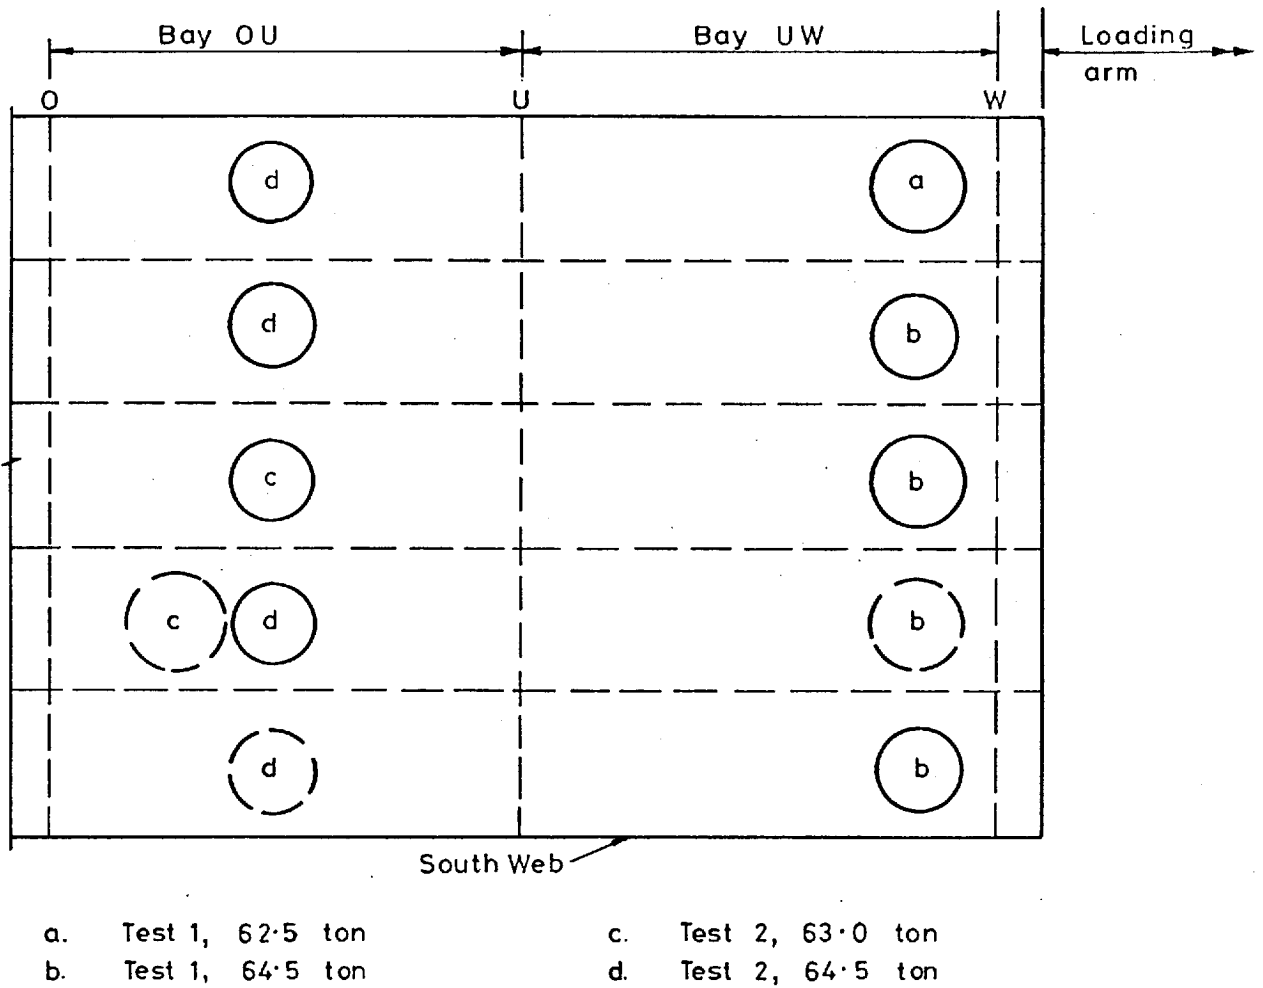 Bay OU Bay UW Loading
arm
O U W
d a
d b
c b
c d b
d b
South Web
a. Test 1, 62·5 ton c. Test 2, 63·0 ton
b. Test 1, 64·5 ton d. Test 2, 64·5 ton